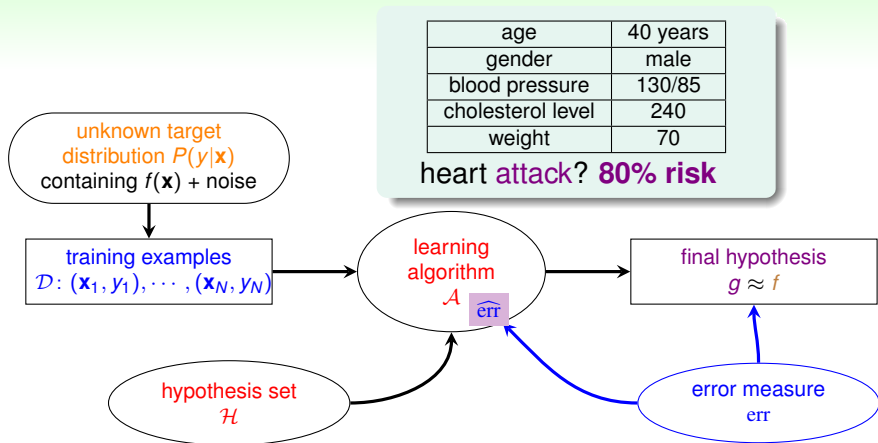 age 40 years
gender male
blood pressure 130/85
cholesterol level 240
weight 70
heart attack? 80% risk
unknown target
distribution P(y|x)
containing f(x) + noise
training examples
𝒟: (x₁, y₁), ⋯ , (x_N, y_N)
learning
algorithm
𝒜
êrr
final hypothesis
g ≈ f
hypothesis set
ℋ
error measure
err